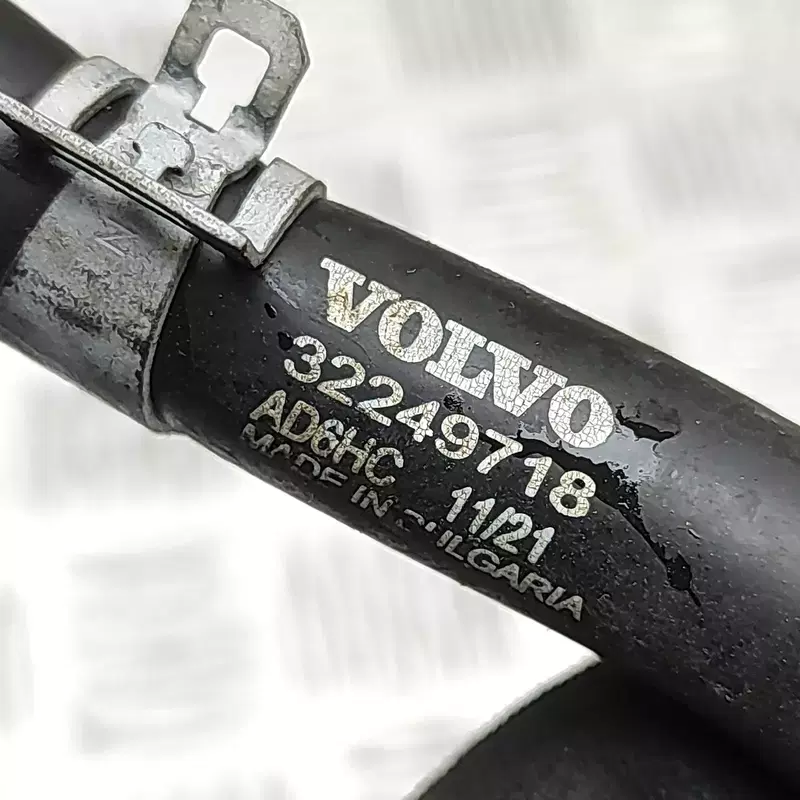 VOLVO
32249718
AD6HC 11/21
MADE IN BULGARIA